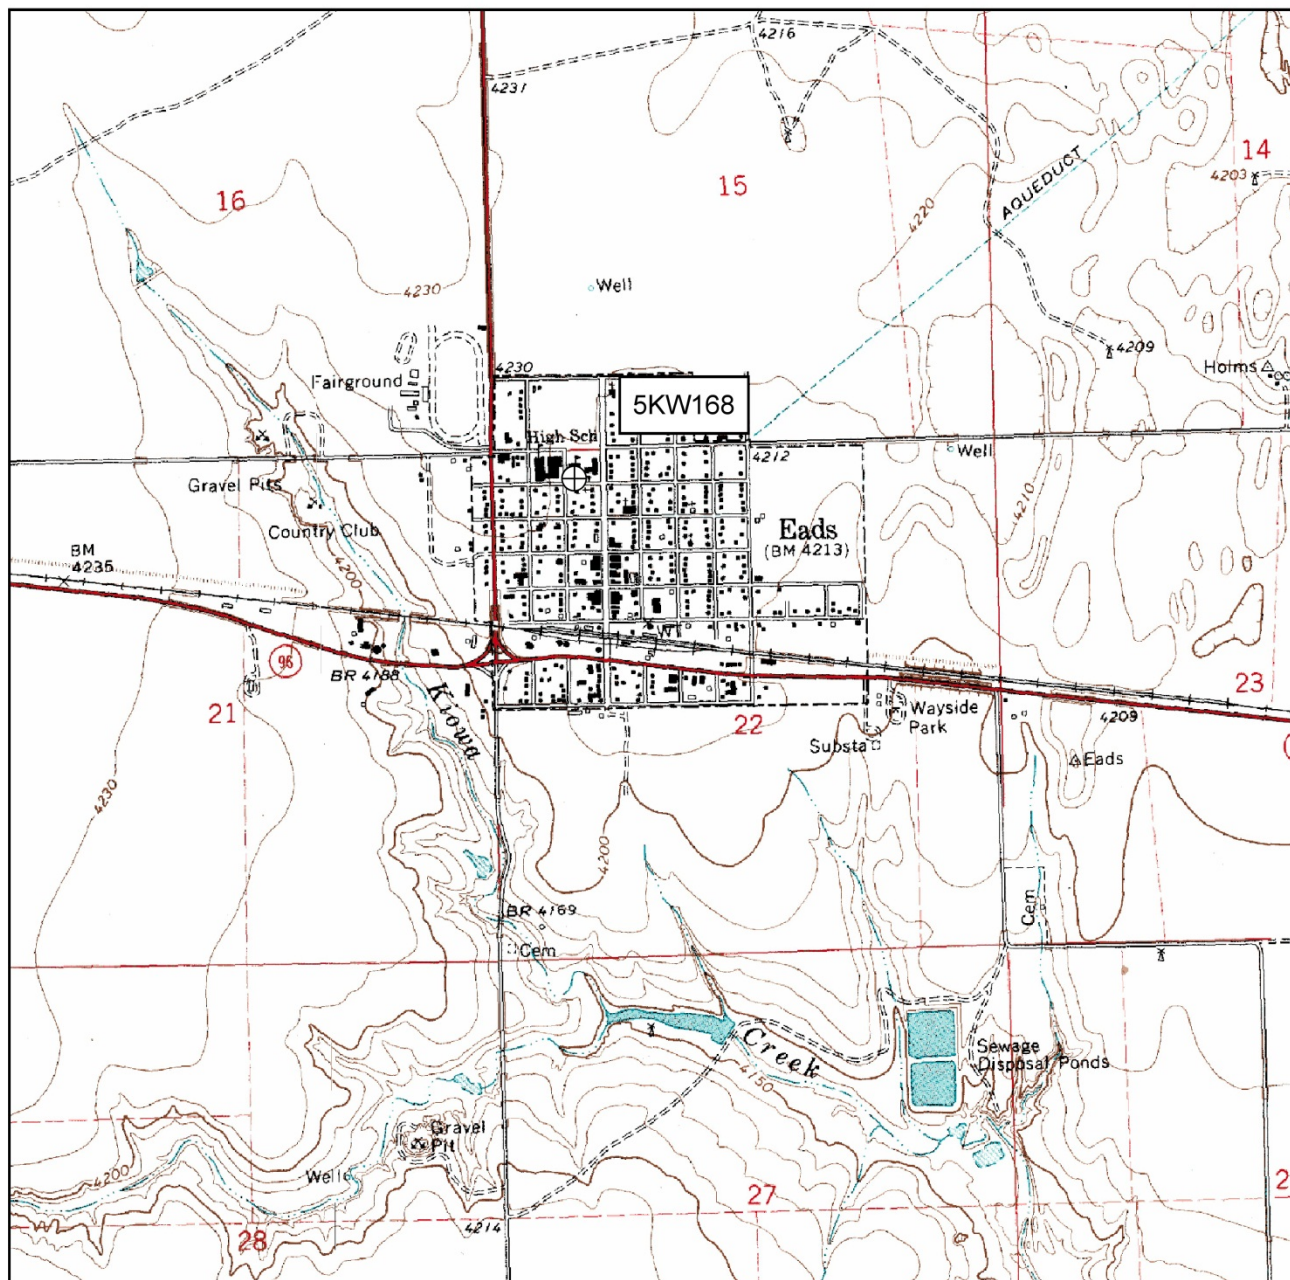 4216
4231
AQUEDUCT
14
4203
16
15
4220
Well
4230
4209
4230
Holms
Fairground
5KW168
High Sch
4212
Well
Gravel Pits
4210
Country Club
Eads
(BM 4213)
BM
4235
4200
WT
96
BR 4188
23
Kiowa
21
22
Wayside
Park
4209
Substa
Eads
4230
4200
Cem
BR 4169
Cem
Creek
Sewage
Disposal Ponds
4150
Gravel
Pit
4200
27
4214
28